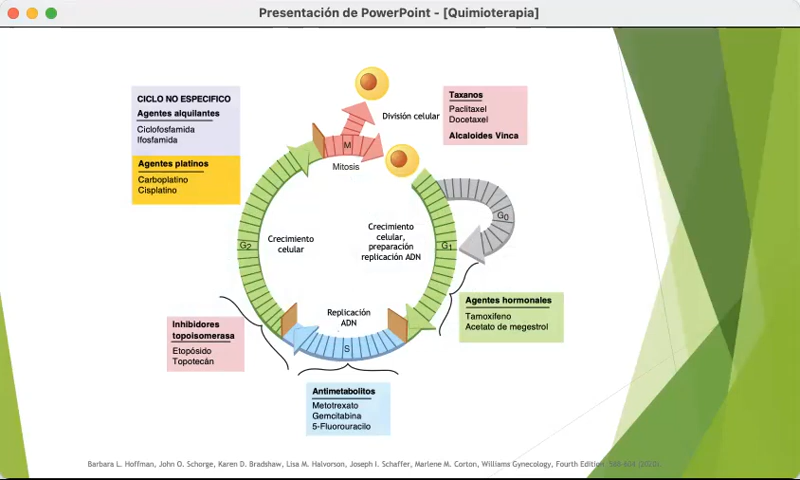 Presentación de PowerPoint - [Quimioterapia]
CICLO NO ESPECIFICO
Agentes alquilantes
Ciclofosfamida
Ifosfamida
Agentes platinos
Carboplatino
Cisplatino
División celular
Taxanos
Paclitaxel
Docetaxel
Alcaloides Vinca
M
Mitosis
G0
G2
Crecimiento
celular
Crecimiento
celular,
preparación
replicación ADN
G1
Agentes hormonales
Tamoxifeno
Acetato de megestrol
Replicación
ADN
S
Inhibidores
topoisomerasa
Etopósido
Topotecán
Antimetabolitos
Metotrexato
Gemcitabina
5-Fluorouracilo
Barbara L. Hoffman, John O. Schorge, Karen D. Bradshaw, Lisa M. Halvorson, Joseph I. Schaffer, Marlene M. Corton, Williams Gynecology, Fourth Edition (2020)